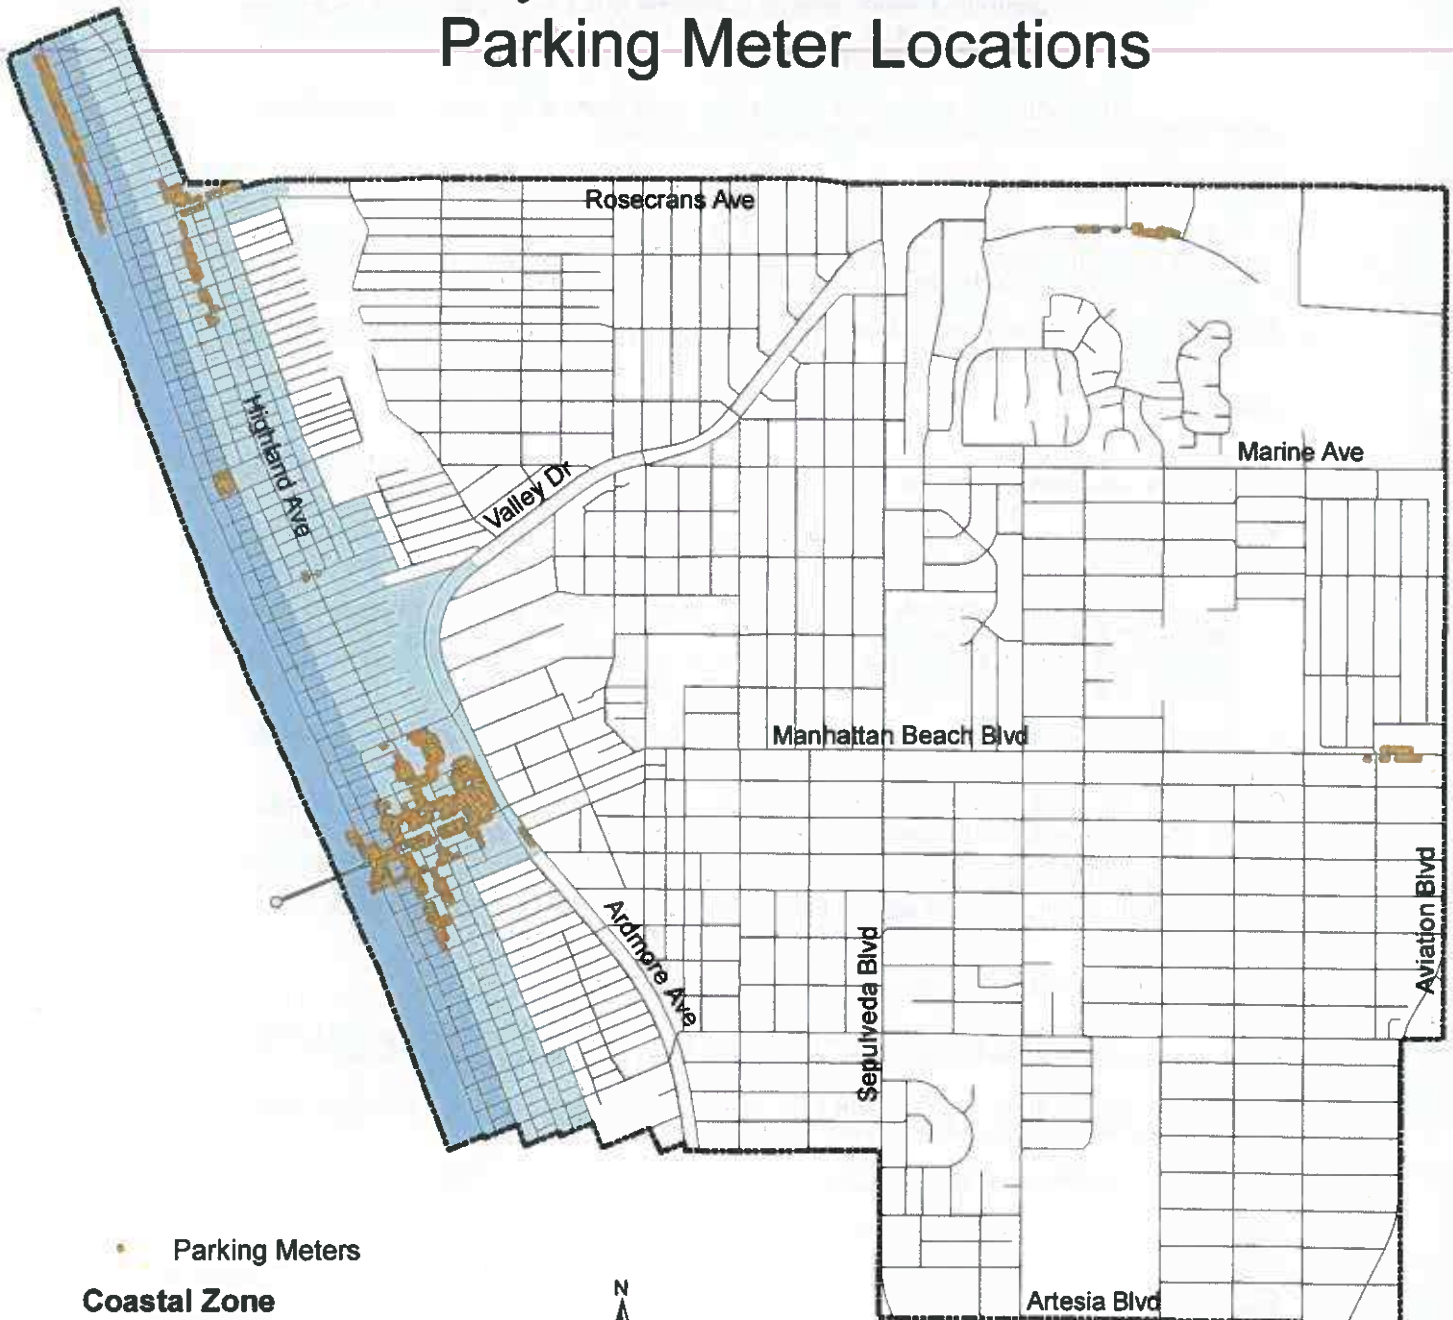 Parking Meter Locations
Rosecrans Ave
Highland Ave
Marine Ave
Valley Dr
Manhattan Beach Blvd
Aviation Blvd
Ardmore Ave
Sepulveda Blvd
Parking Meters
Coastal Zone
N
Artesia Blvd